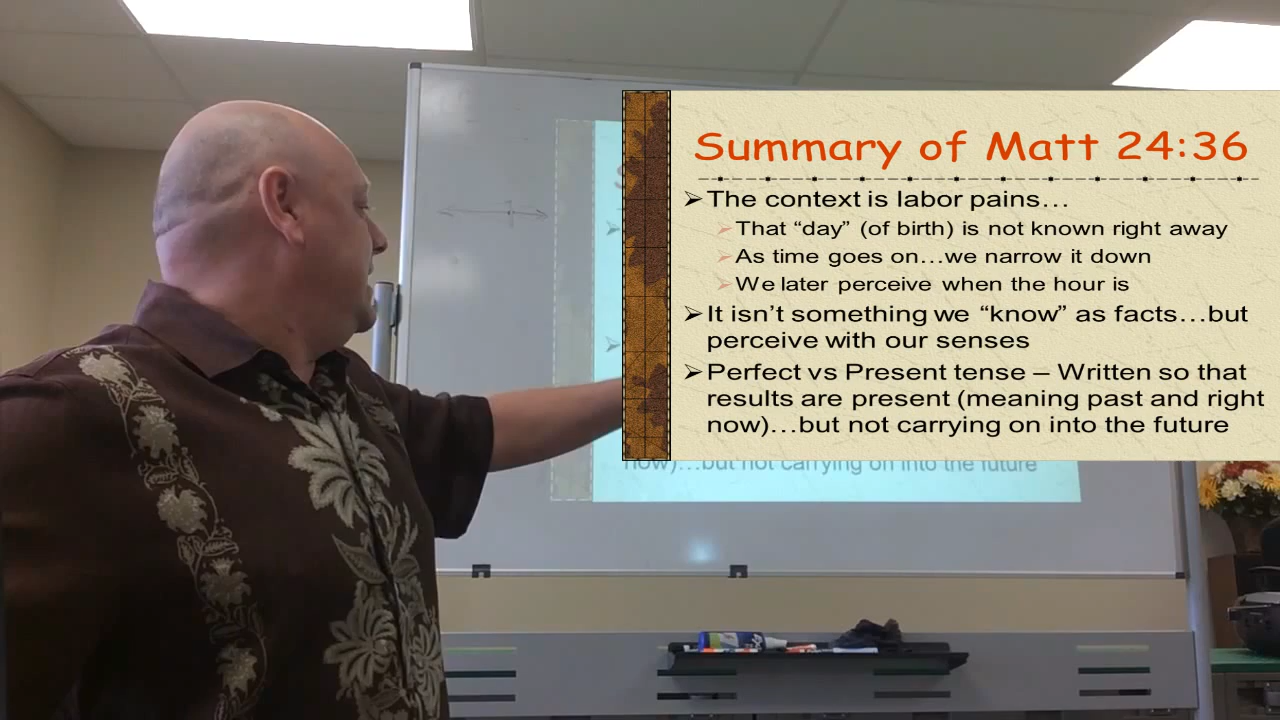 Summary of Matt 24:36
The context is labor pains…
That “day” (of birth) is not known right away
As time goes on…we narrow it down
We later perceive when the hour is
It isn’t something we “know” as facts…but
perceive with our senses
Perfect vs Present tense – Written so that
results are present (meaning past and right
now)…but not carrying on into the future
now)…but not carrying on into the future